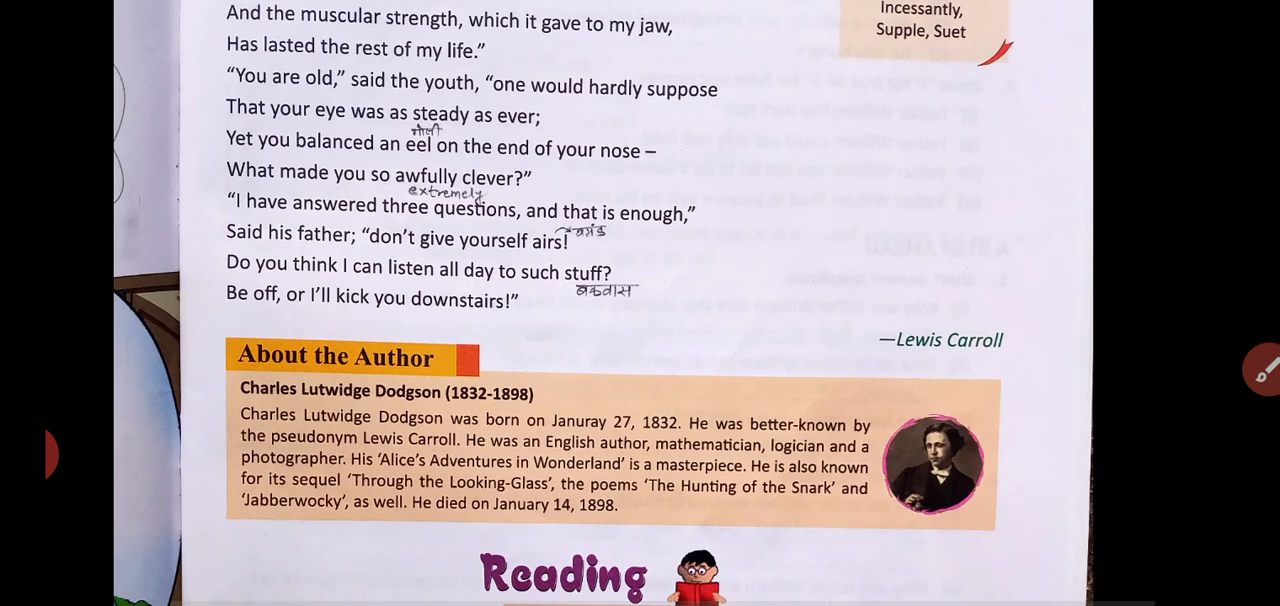 And the muscular strength, which it gave to my jaw,
Has lasted the rest of my life.”
“You are old,” said the youth, “one would hardly suppose
That your eye was as steady as ever;
Yet you balanced an eel on the end of your nose –
What made you so awfully clever?”
extremely
“I have answered three questions, and that is enough,”
Said his father; “don’t give yourself airs!
घमंड
Do you think I can listen all day to such stuff?
बकवास
Be off, or I’ll kick you downstairs!”
—Lewis Carroll
Incessantly,
Supple, Suet
About the Author
Charles Lutwidge Dodgson (1832-1898)
Charles Lutwidge Dodgson was born on Januray 27, 1832. He was better-known by
the pseudonym Lewis Carroll. He was an English author, mathematician, logician and a
photographer. His ‘Alice’s Adventures in Wonderland’ is a masterpiece. He is also known
for its sequel ‘Through the Looking-Glass’, the poems ‘The Hunting of the Snark’ and
‘Jabberwocky’, as well. He died on January 14, 1898.
Reading